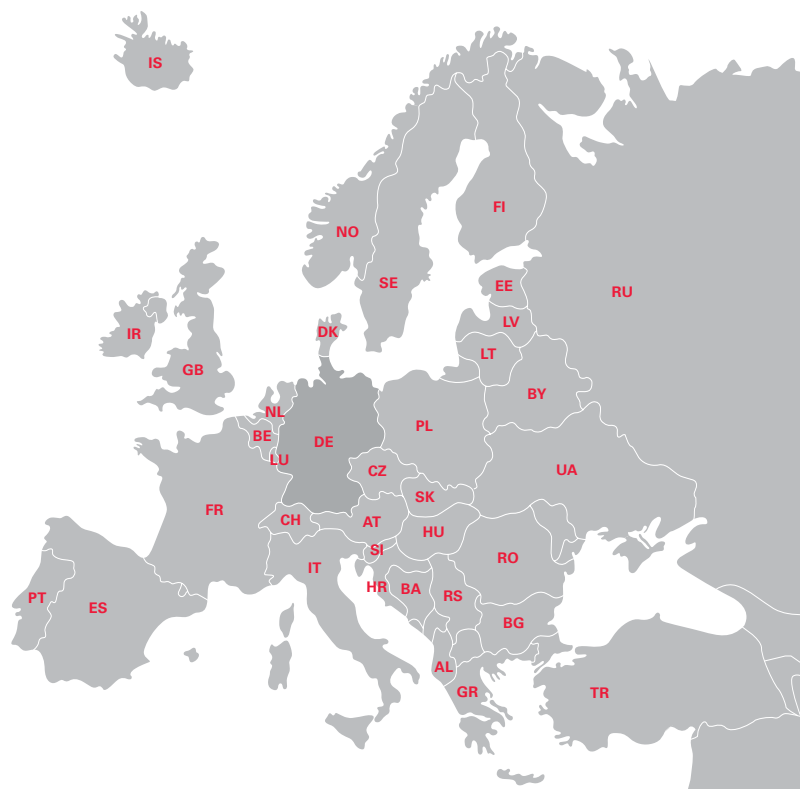 IS
FI
NO
SE
EE
RU
LV
DK
IR
LT
GB
BY
NL
PL
BE
DE
LU
CZ
UA
SK
FR
CH
AT
HU
SI
RO
IT
HR
BA
RS
PT
ES
BG
AL
GR
TR